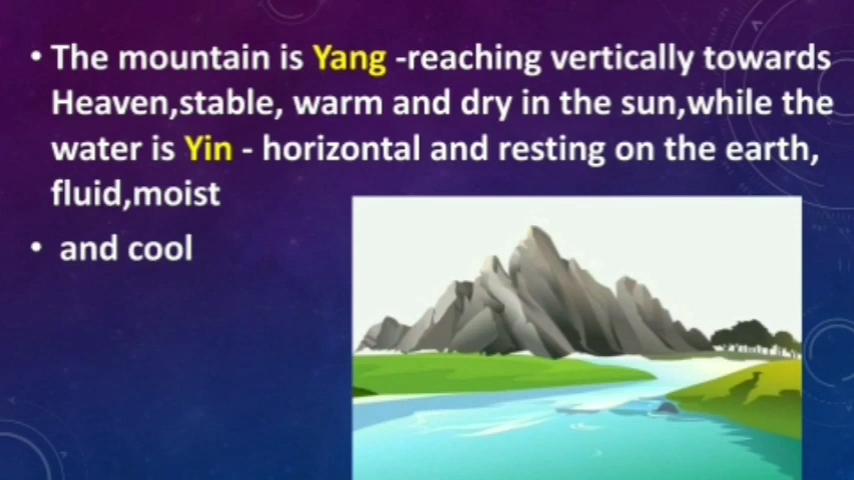 • The mountain is Yang -reaching vertically towards
Heaven,stable, warm and dry in the sun,while the
water is Yin - horizontal and resting on the earth,
fluid,moist
• and cool